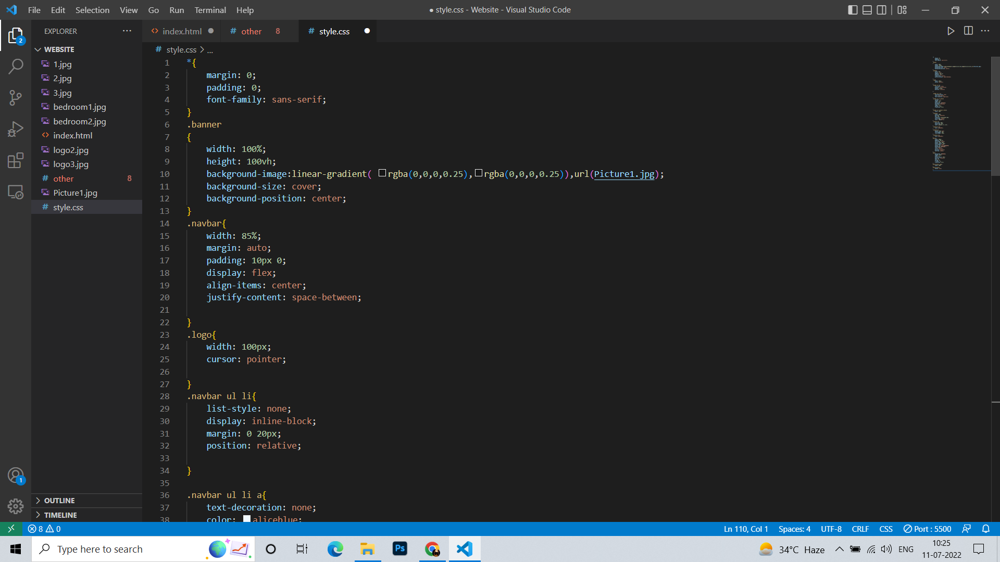 File Edit Selection View Go Run Terminal Help
● style.css - Website - Visual Studio Code
EXPLORER
index.html
# other 8
# style.css
2
WEBSITE
1.jpg
2.jpg
3.jpg
bedroom1.jpg
bedroom2.jpg
index.html
logo2.jpg
logo3.jpg
# other 8
Picture1.jpg
# style.css
OUTLINE
TIMELINE
1
# style.css > ...
1 *{
2 margin: 0;
3 padding: 0;
4 font-family: sans-serif;
5 }
6 .banner
7 {
8 width: 100%;
9 height: 100vh;
10 background-image:linear-gradient( rgba(0,0,0,0.25),rgba(0,0,0,0.25)),url(Picture1.jpg);
11 background-size: cover;
12 background-position: center;
13 }
14 .navbar{
15 width: 85%;
16 margin: auto;
17 padding: 10px 0;
18 display: flex;
19 align-items: center;
20 justify-content: space-between;
21
22 }
23 .logo{
24 width: 100px;
25 cursor: pointer;
26
27 }
28 .navbar ul li{
29 list-style: none;
30 display: inline-block;
31 margin: 0 20px;
32 position: relative;
33
34 }
35
36 .navbar ul li a{
37 text-decoration: none;
38 color: aliceblue;
8 0
Ln 110, Col 1 Spaces: 4 UTF-8 CRLF CSS Port : 5500
Type here to search
Ps
34°C Haze
ENG
10:25
11-07-2022